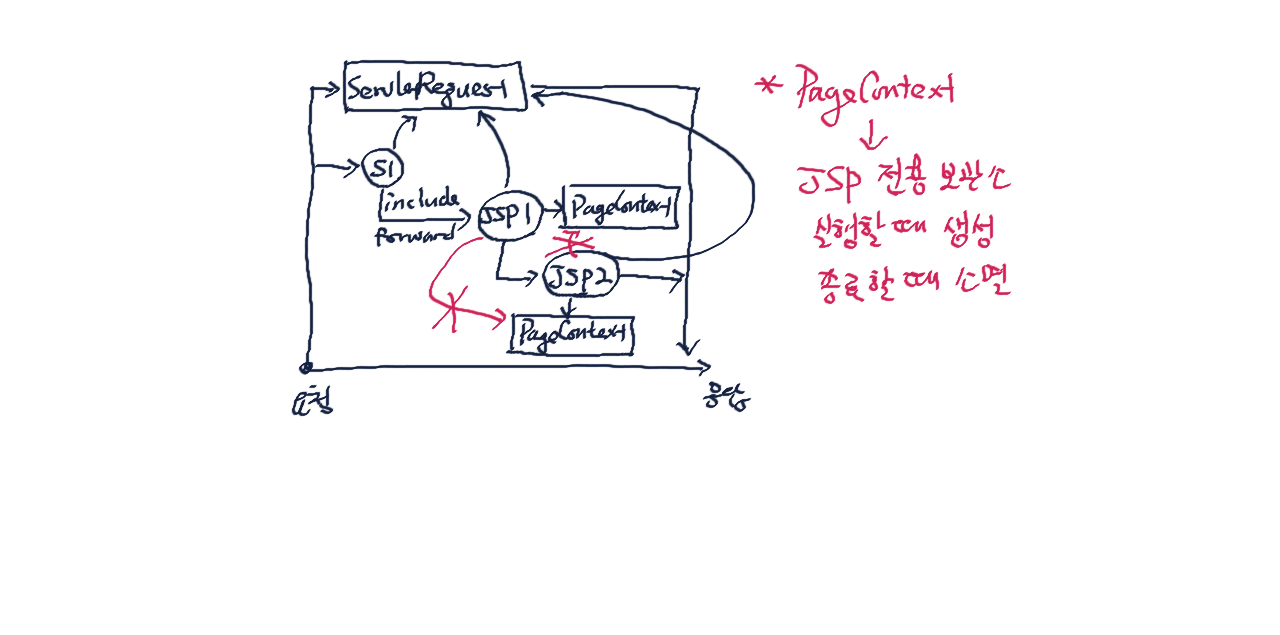 ServleRequest
S1
include
forward
JSP1
PageContext
JSP2
PageContext
요청
응답
* PageContext
JSP 전용 보관소
실행할 때 생성
종료할 때 소멸